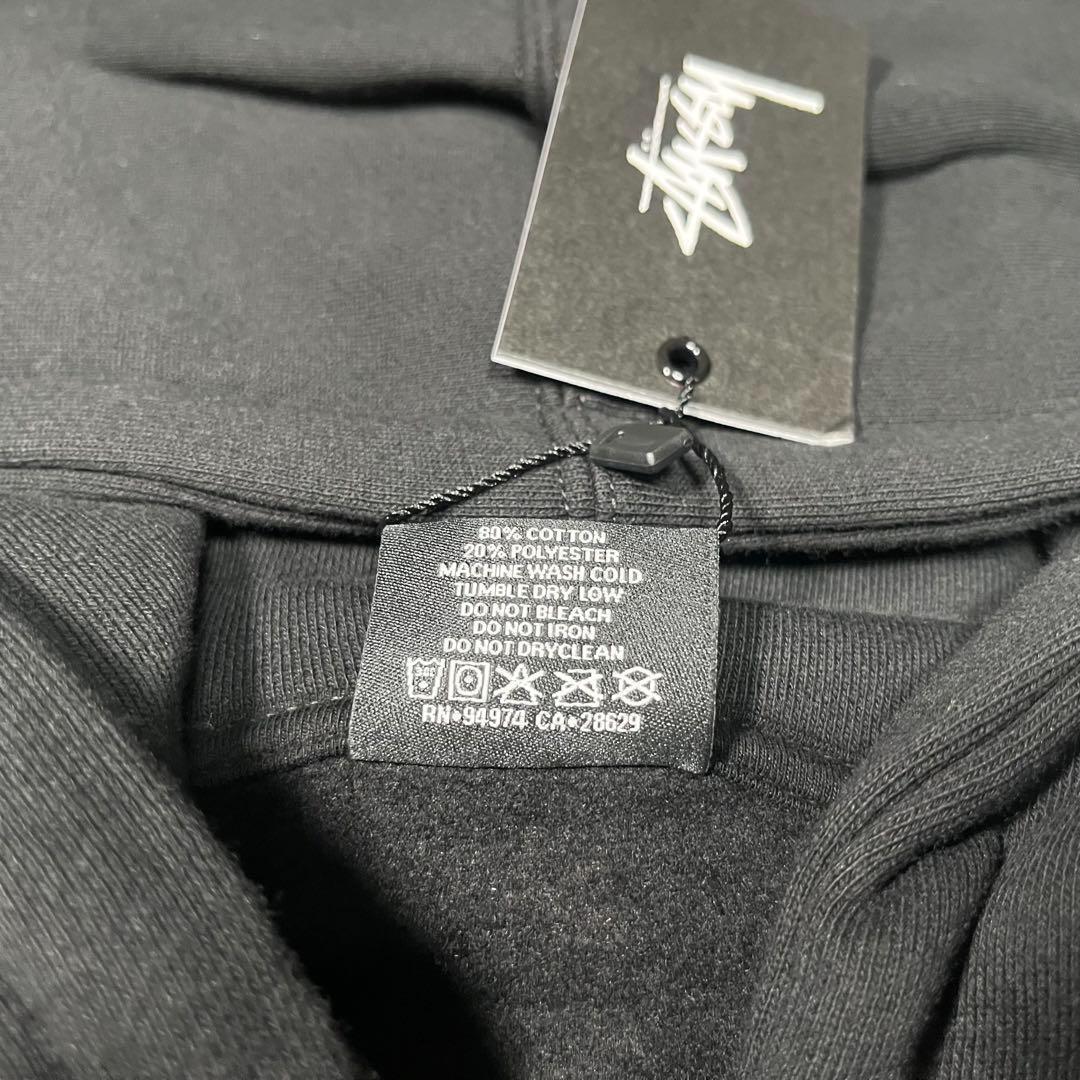 Stüssy
80% COTTON
20% POLYESTER
MACHINE WASH COLD
TUMBLE DRY LOW
DO NOT BLEACH
DO NOT IRON
DO NOT DRYCLEAN
RN•94974 CA•28629